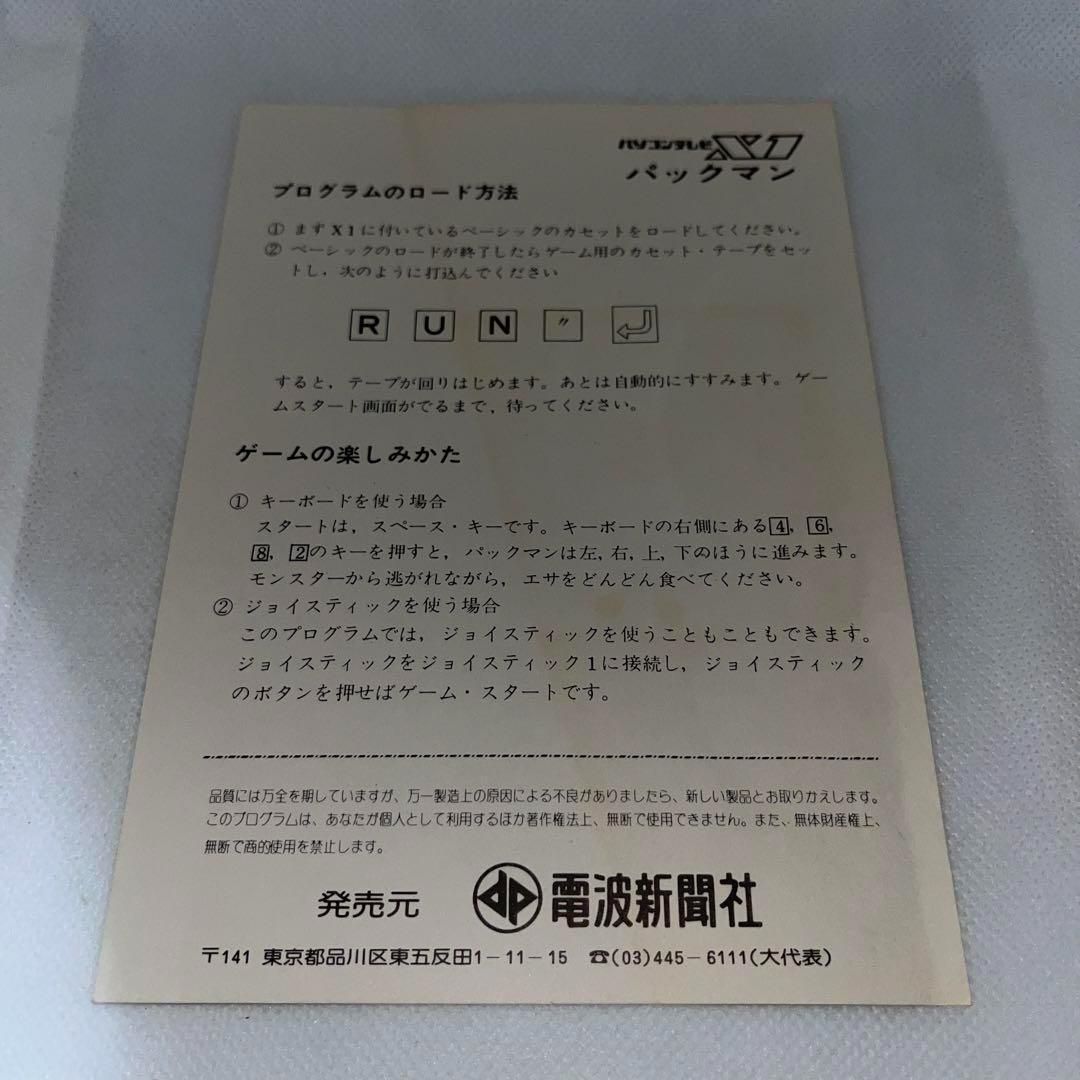 パソコンテレビ X1
パックマン
プログラムのロード方法
① まずX1に付いているベーシックのカセットをロードしてください。
② ベーシックのロードが終了したらゲーム用のカセット・テープをセッ
トし，次のように打込んでください
R U N 〃 ↵
すると，テープが回りはじめます。あとは自動的にすすみます。ゲー
ムスタート画面がでるまで，待ってください。
ゲームの楽しみかた
① キーボードを使う場合
スタートは，スペース・キーです。キーボードの右側にある4，6，
8，2のキーを押すと，パックマンは左，右，上，下のほうに進みます。
モンスターから逃がれながら，エサをどんどん食べてください。
② ジョイスティックを使う場合
このプログラムでは，ジョイスティックを使うこともこともできます。
ジョイスティックをジョイスティック1に接続し，ジョイスティック
のボタンを押せばゲーム・スタートです。
品質には万全を期していますが、万一製造上の原因による不良がありましたら、新しい製品とお取りかえします。
このプログラムは、あなたが個人として利用するほか著作権法上、無断で使用できません。また、無体財産権上、
無断で商的使用を禁止します。
発売元 電波新聞社
〒141 東京都品川区東五反田1－11－15 ☎(03)445－6111(大代表)